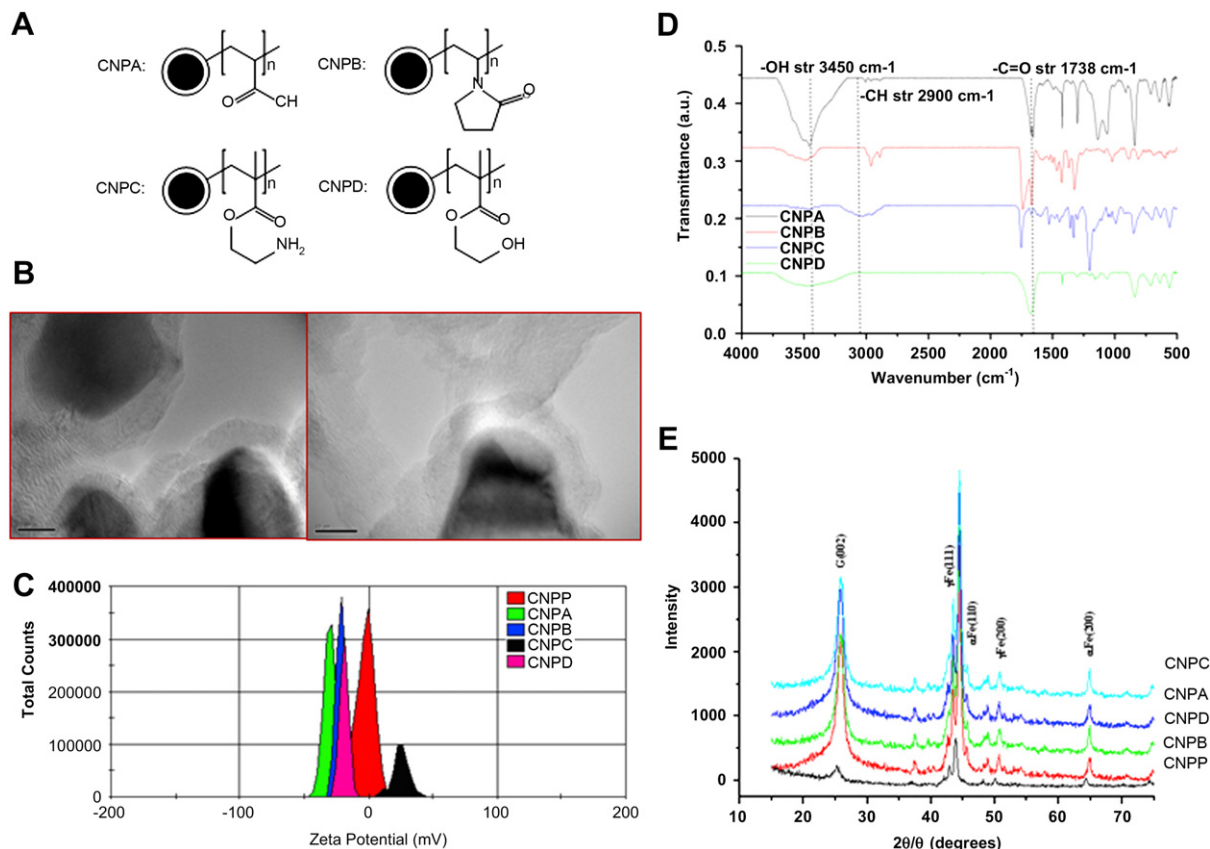 A
CNPA:
n
O
CH
CNPB:
n
N
O
CNPC:
n
O
O
NH2
CNPD:
n
O
O
OH
B
C
400000
300000
200000
100000
0
Total Counts
-200
-100
0
100
200
Zeta Potential (mV)
CNPP
CNPA
CNPB
CNPC
CNPD
D
0.5
0.4
0.3
0.2
0.1
0.0
Transmittance (a.u.)
-OH str 3450 cm-1
-C=O str 1738 cm-1
-CH str 2900 cm-1
CNPA
CNPB
CNPC
CNPD
4000 3500 3000 2000 1500 1000 500
Wavenumber (cm-1)
E
5000
4000
3000
2000
1000
0
Intensity
G(002)
γFe(111)
αFe(110)
γFe(200)
αFe(200)
CNPC
CNPA
CNPD
CNPB
CNPP
10 20 30 40 50 60 70
2θ/θ (degrees)